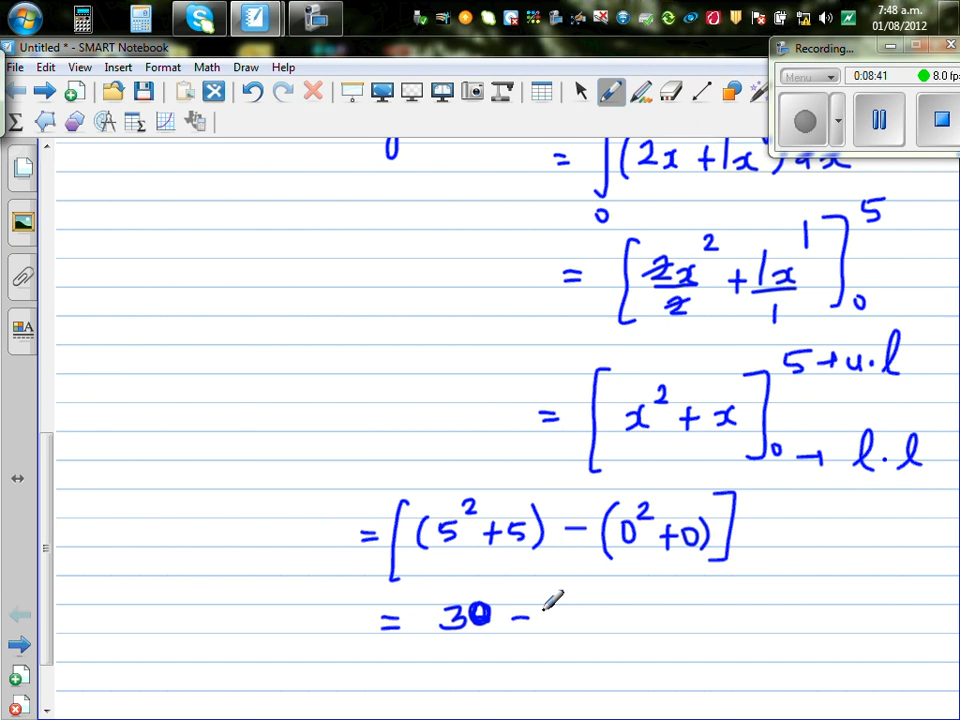 7:48 a.m.
01/08/2012
Untitled * - SMART Notebook
Recording...
File Edit View Insert Format Math Draw Help
Menu 0:08:41 8.0 fps
0 = ∫ (2x + 1x ) dx
0
= [2x² / 2 + 1x¹ / 1]₀⁵
= [x² + x] 5 → u.l
0 → l.l
= [(5² + 5) − (0² + 0)]
= 30 −